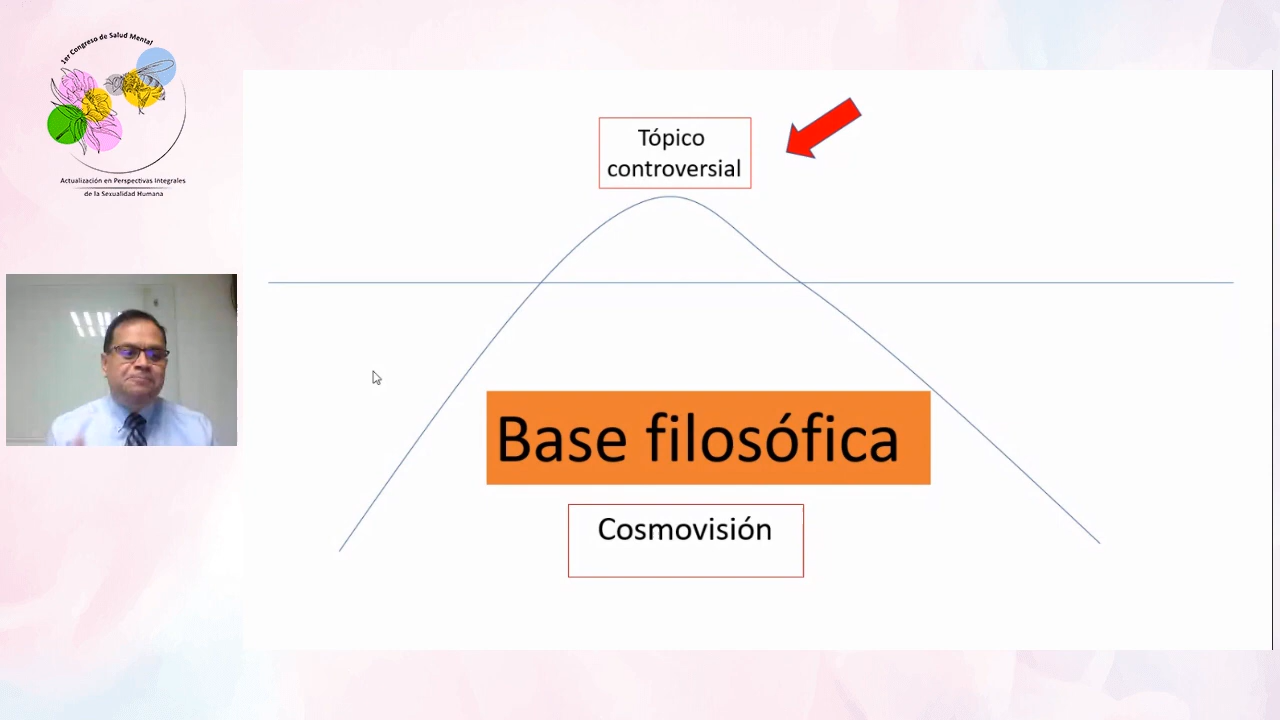 1er Congreso de Salud Mental
Actualización en Perspectivas Integrales
de la Sexualidad Humana
Tópico
controversial
Base filosófica
Cosmovisión